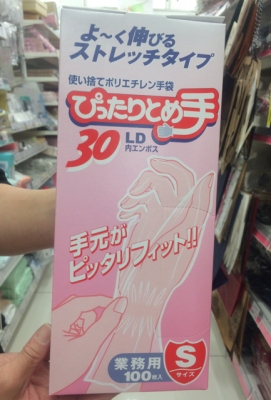 よ〜く伸びる
ストレッチタイプ
使い捨てポリエチレン手袋
ぴったりとめ手
30 LD
内エンボス
手元が
ピッタリフィット!!
業務用
100枚入
S
サイズ